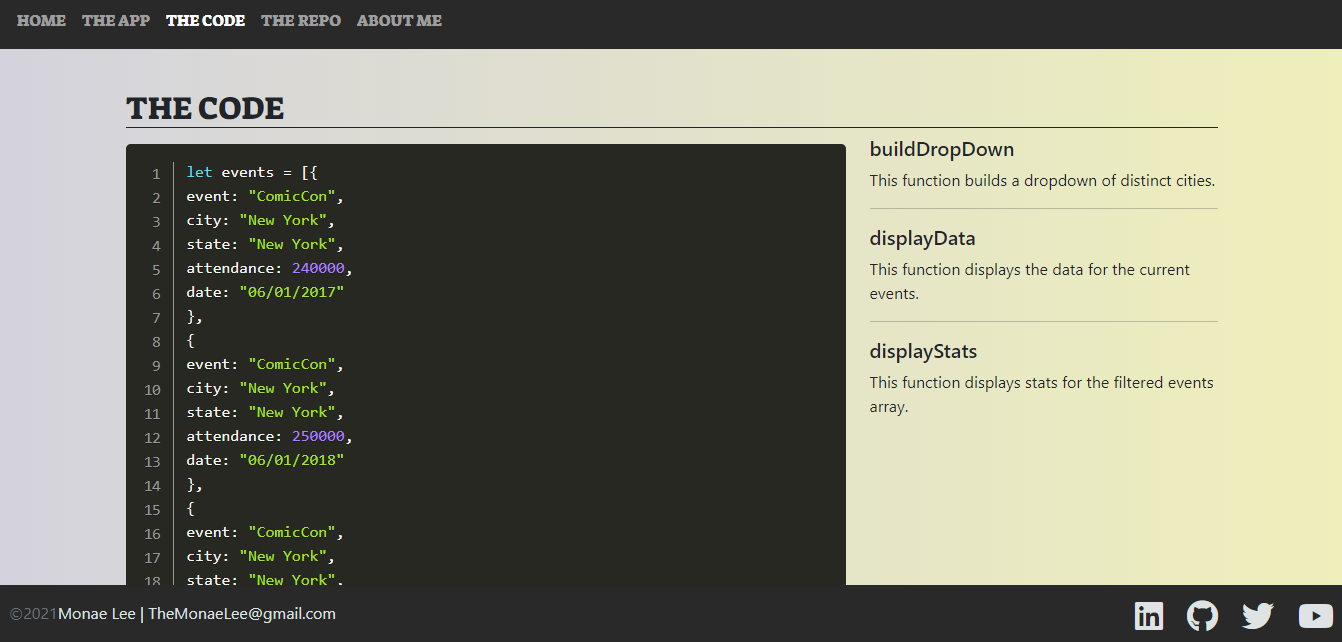 HOME THE APP THE CODE THE REPO ABOUT ME
THE CODE
1 let events = [{
2 event: "ComicCon",
3 city: "New York",
4 state: "New York",
5 attendance: 240000,
6 date: "06/01/2017"
7 },
8 {
9 event: "ComicCon",
10 city: "New York",
11 state: "New York",
12 attendance: 250000,
13 date: "06/01/2018"
14 },
15 {
16 event: "ComicCon",
17 city: "New York",
18 state: "New York",
buildDropDown
This function builds a dropdown of distinct cities.
displayData
This function displays the data for the current
events.
displayStats
This function displays stats for the filtered events
array.
©2021Monae Lee | TheMonaeLee@gmail.com
in